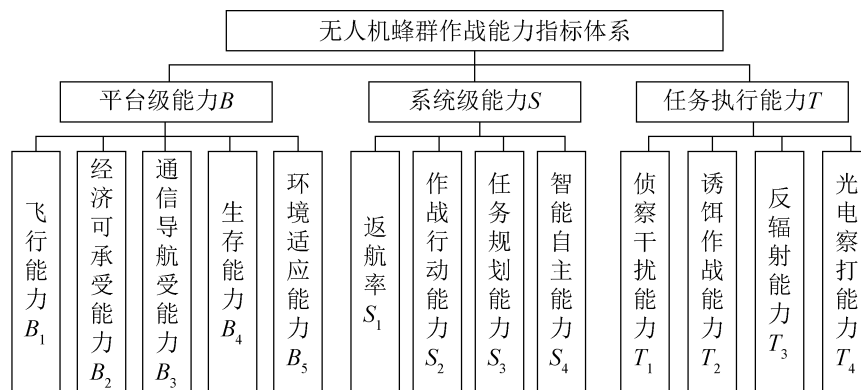 无人机蜂群作战能力指标体系
平台级能力B
系统级能力S
任务执行能力T
飞行能力B₁
经济可承受能力B₂
通信导航受能力B₃
生存能力B₄
环境适应能力B₅
返航率S₁
作战行动能力S₂
任务规划能力S₃
智能自主能力S₄
侦察干扰能力T₁
诱饵作战能力T₂
反辐射能力T₃
光电察打能力T₄